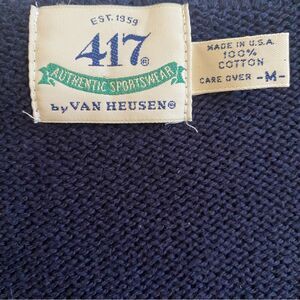 EST. 1959
417®
AUTHENTIC SPORTSWEAR
by VAN HEUSEN®
MADE IN U.S.A.
100%
COTTON
CARE OVER -M-